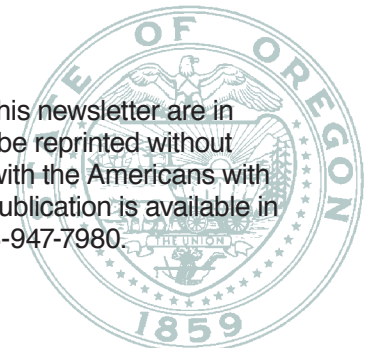 STATE OF OREGON
his newsletter are in
be reprinted without
with the Americans with
ublication is available in
-947-7980.
THE UNION
1859